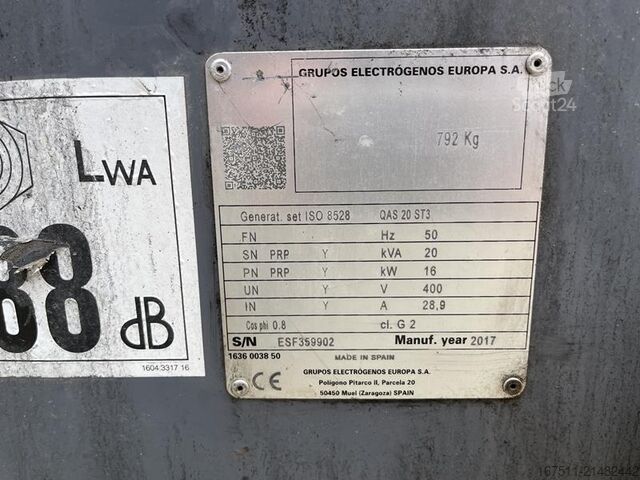 LWA
88
dB
1604 3317 16
GRUPOS ELECTRÓGENOS EUROPA S.A.
792 Kg
Generat. set ISO 8528 QAS 20 ST3
FN Hz 50
SN PRP Y kVA 20
PN PRP Y kW 16
UN Y V 400
IN Y A 28,9
Cos phi 0.8 cl. G 2
S/N ESF359902 Manuf. year 2017
1636 0038 50 MADE IN SPAIN
CE
GRUPOS ELECTRÓGENOS EUROPA S.A.
Polígono Pitarco II, Parcela 20
50450 Muel (Zaragoza) SPAIN
Truck
Scout24
167511-21482442